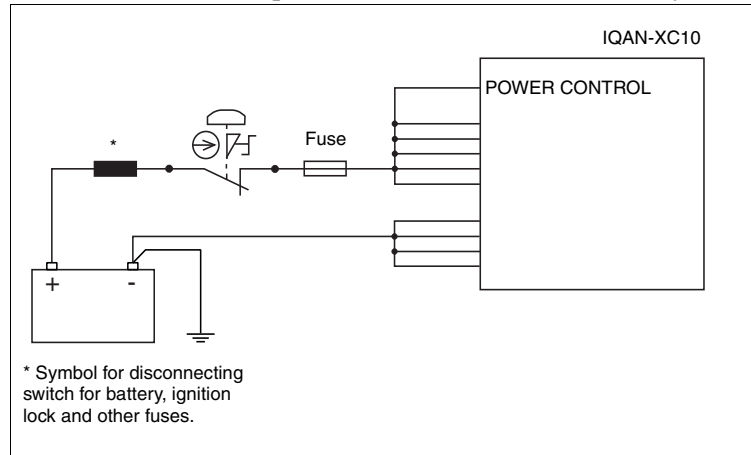 IQAN-XC10
POWER CONTROL
*
Fuse
+ -
* Symbol for disconnecting
switch for battery, ignition
lock and other fuses.